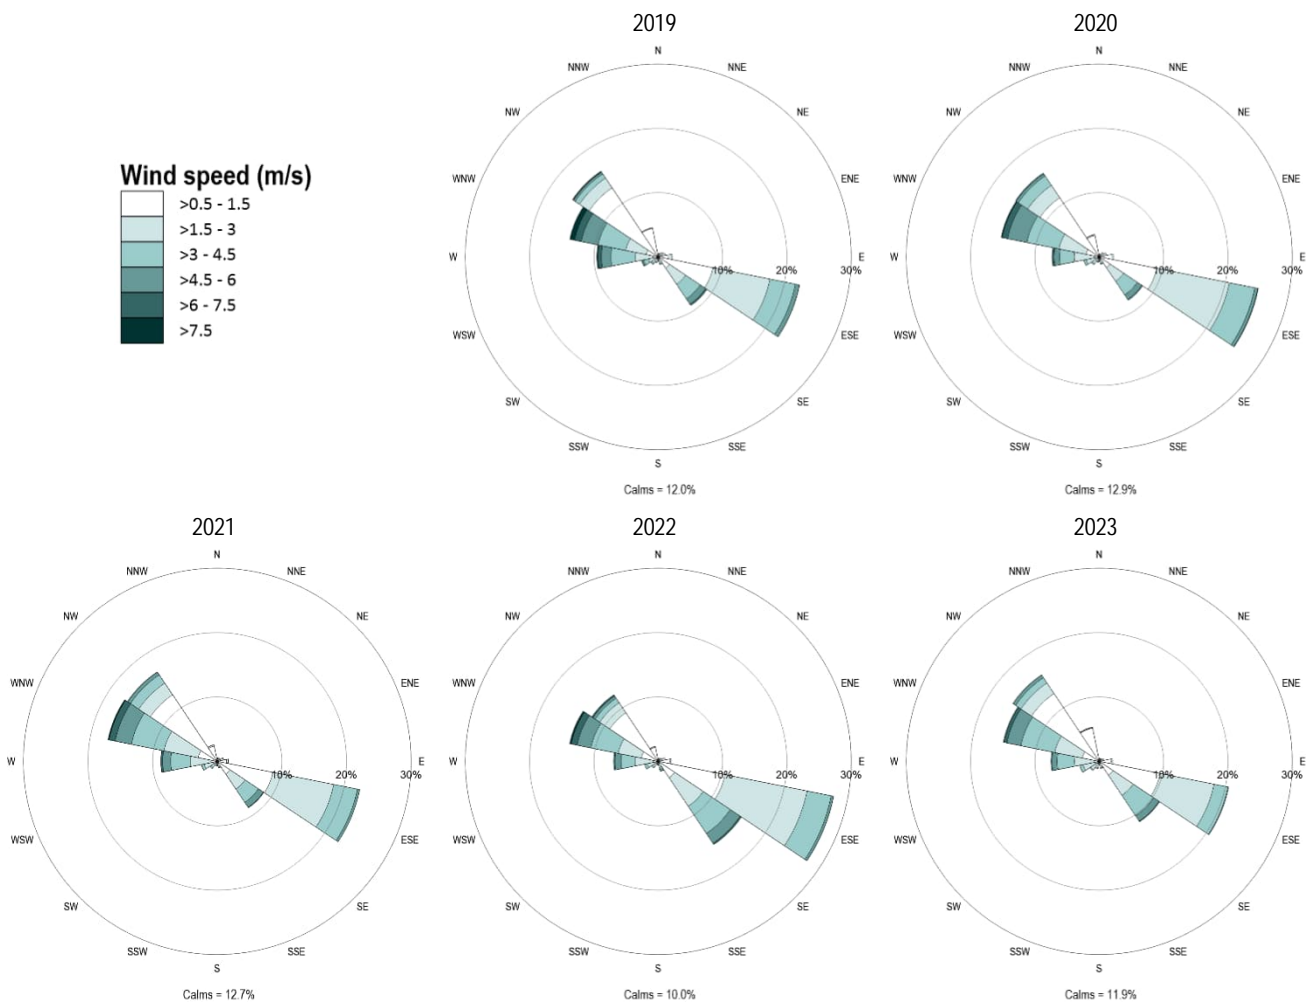 2019
N
NNW
NNE
NW
NE
WNW
ENE
W
E
10%
20%
30%
WSW
ESE
SW
SE
SSW
SSE
S
Calms = 12.0%
2020
N
NNW
NNE
NW
NE
WNW
ENE
W
E
10%
20%
30%
WSW
ESE
SW
SE
SSW
SSE
S
Calms = 12.9%
Wind speed (m/s)
>0.5 - 1.5
>1.5 - 3
>3 - 4.5
>4.5 - 6
>6 - 7.5
>7.5
2021
N
NNW
NNE
NW
NE
WNW
ENE
W
E
10%
20%
30%
WSW
ESE
SW
SE
SSW
SSE
S
Calms = 12.7%
2022
N
NNW
NNE
NW
NE
WNW
ENE
W
E
10%
20%
30%
WSW
ESE
SW
SE
SSW
SSE
S
Calms = 10.0%
2023
N
NNW
NNE
NW
NE
WNW
ENE
W
E
10%
20%
30%
WSW
ESE
SW
SE
SSW
SSE
S
Calms = 11.9%